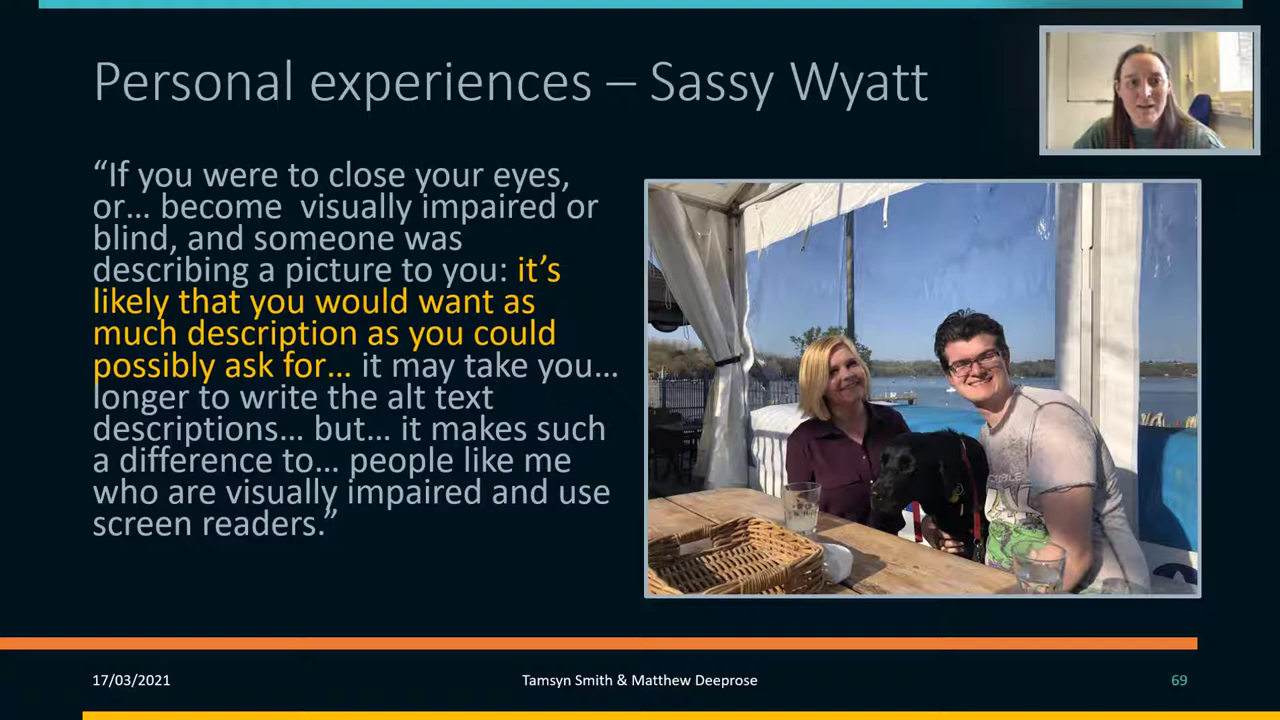 Personal experiences – Sassy Wyatt
“If you were to close your eyes,
or… become  visually impaired or
blind, and someone was
describing a picture to you: it’s
likely that you would want as
much description as you could
possibly ask for… it may take you…
longer to write the alt text
descriptions… but… it makes such
a difference to… people like me
who are visually impaired and use
screen readers.”
17/03/2021
Tamsyn Smith & Matthew Deeprose
69